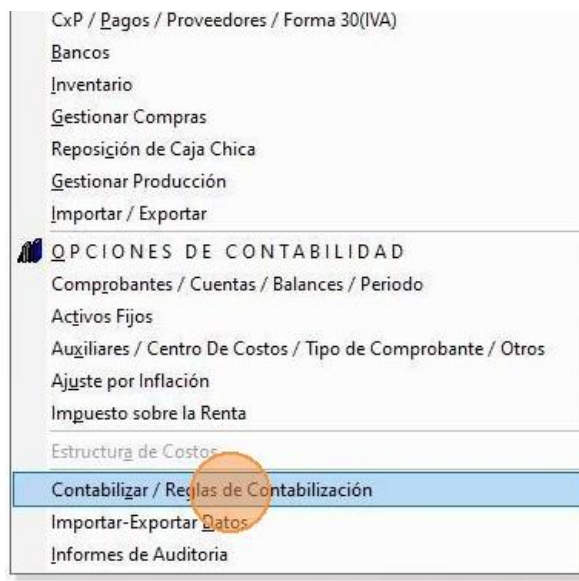 CxP / Pagos / Proveedores / Forma 30(IVA)
Bancos
Inventario
Gestionar Compras
Reposición de Caja Chica
Gestionar Producción
Importar / Exportar
OPCIONES DE CONTABILIDAD
Comprobantes / Cuentas / Balances / Periodo
Activos Fijos
Auxiliares / Centro De Costos / Tipo de Comprobante / Otros
Ajuste por Inflación
Impuesto sobre la Renta
Estructura de Costos
Contabilizar / Reglas de Contabilización
Importar-Exportar Datos
Informes de Auditoria